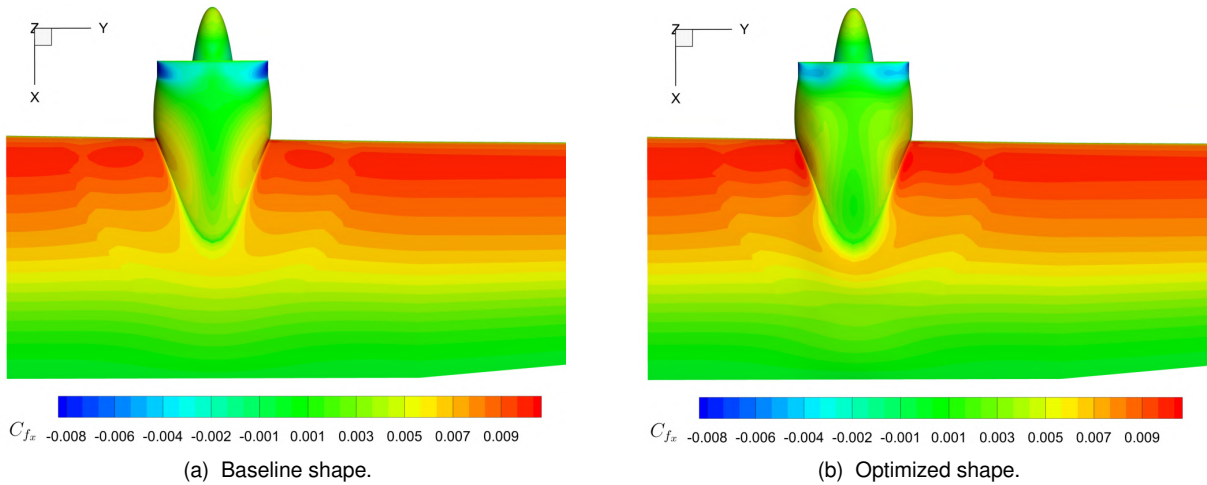 Z Y
X
C_{f_x} -0.008 -0.006 -0.004 -0.002 -0.001 0.001 0.003 0.005 0.007 0.009
(a) Baseline shape.
Z Y
X
C_{f_x} -0.008 -0.006 -0.004 -0.002 -0.001 0.001 0.003 0.005 0.007 0.009
(b) Optimized shape.